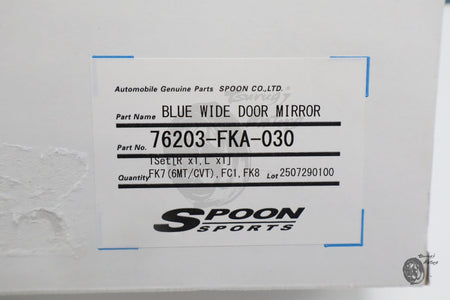 Automobile Genuine Parts SPOON CO.,LTD.
Part Name BLUE WIDE DOOR MIRROR
Part No. 76203-FKA-030
1Set[R x1,L x1]
Quantity FK7(6MT/CVT),FC1,FK8 Lot 2507290100
SPOON
SPORTS